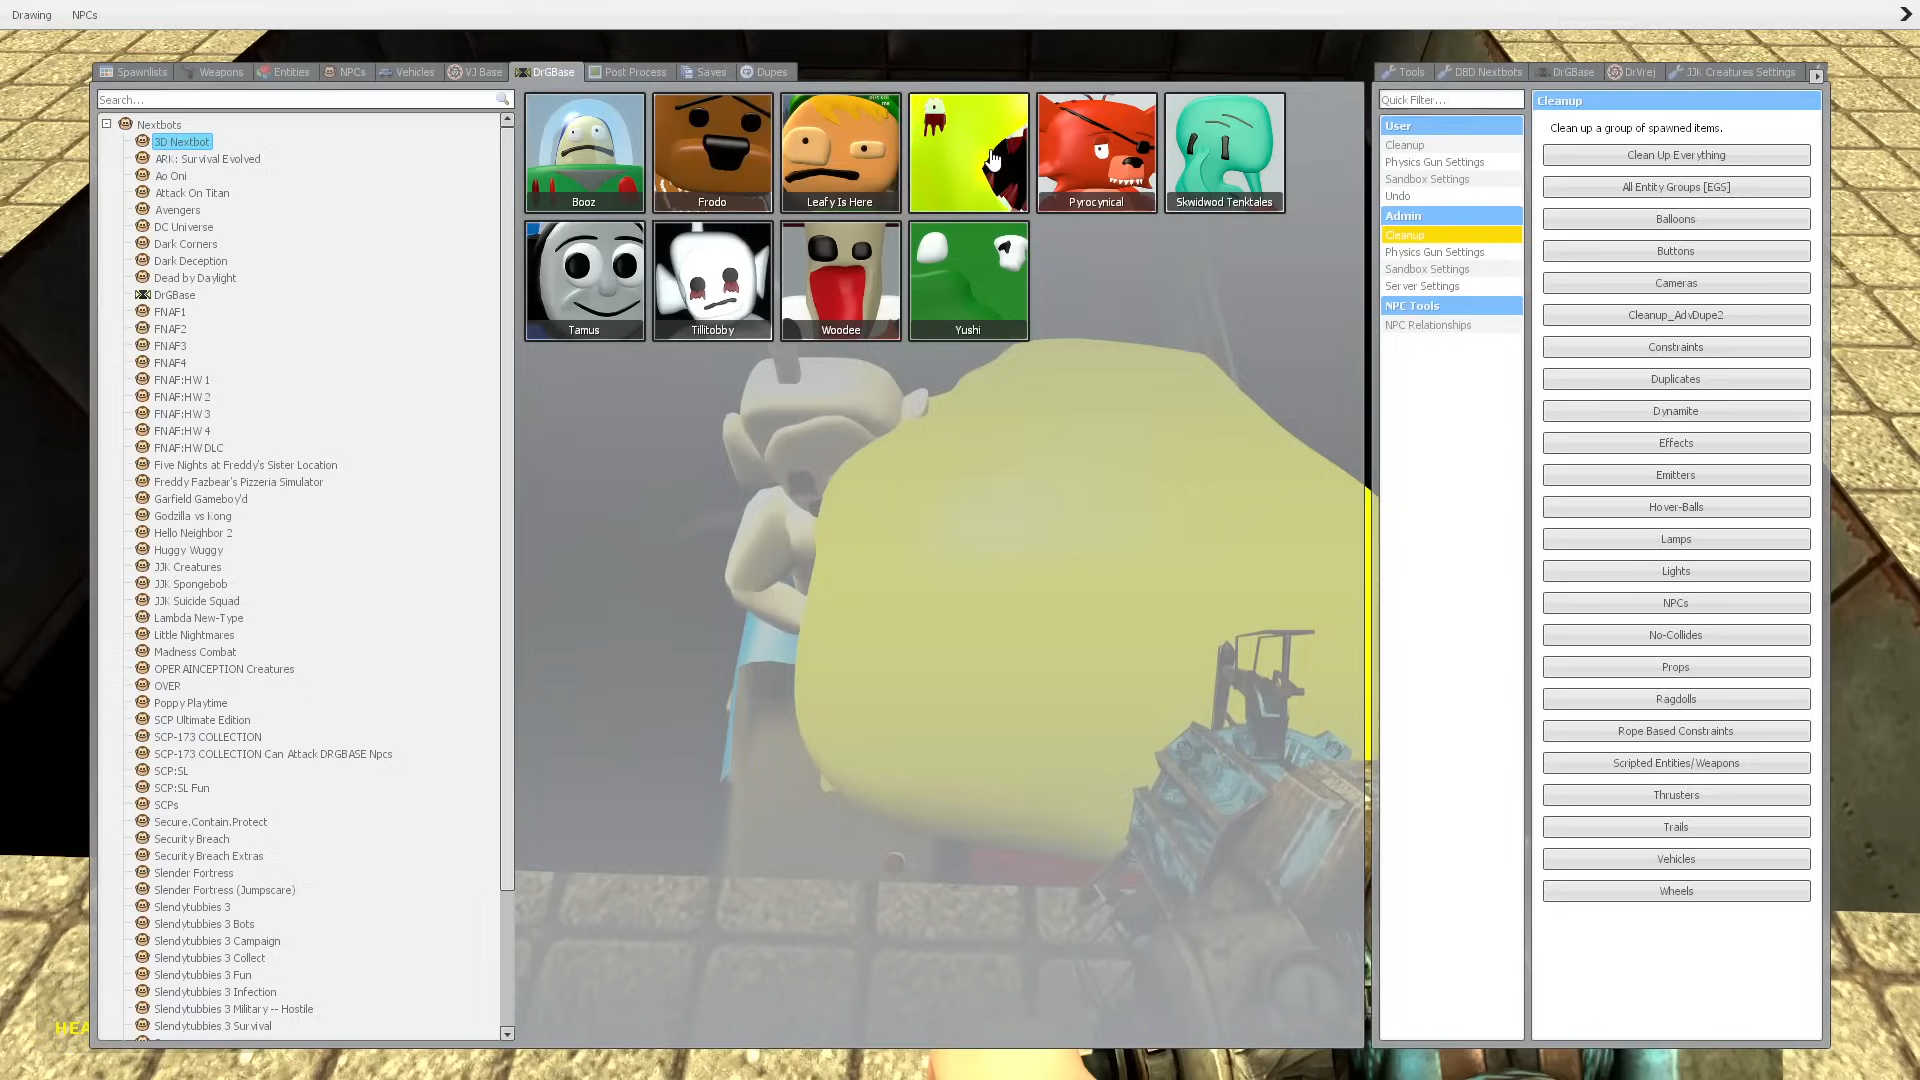 Drawing NPCs
Spawnlists Weapons Entities NPCs Vehicles VJ Base DrGBase Post Process Saves Dupes
Tools DBD Nextbots DrGBase DrVrej JJK Creatures Settings
Search...
Nextbots
3D Nextbot
ARK: Survival Evolved
Ao Oni
Attack On Titan
Avengers
DC Universe
Dark Corners
Dark Deception
Dead by Daylight
DrGBase
FNAF1
FNAF2
FNAF3
FNAF4
FNAF:HW 1
FNAF:HW 2
FNAF:HW 3
FNAF:HW 4
FNAF:HW DLC
Five Nights at Freddy's Sister Location
Freddy Fazbear's Pizzeria Simulator
Garfield Gameboy'd
Godzilla vs Kong
Hello Neighbor 2
Huggy Wuggy
JJK Creatures
JJK Spongebob
JJK Suicide Squad
Lambda New-Type
Little Nightmares
Madness Combat
OPERAINCEPTION Creatures
OVER
Poppy Playtime
SCP Ultimate Edition
SCP-173 COLLECTION
SCP-173 COLLECTION Can Attack DRGBASE Npcs
SCP:SL
SCP:SL Fun
SCPs
Secure.Contain.Protect
Security Breach
Security Breach Extras
Slender Fortress
Slender Fortress (Jumpscare)
Slendytubbies 3
Slendytubbies 3 Bots
Slendytubbies 3 Campaign
Slendytubbies 3 Collect
Slendytubbies 3 Fun
Slendytubbies 3 Infection
Slendytubbies 3 Military -- Hostile
Slendytubbies 3 Survival
HEA
Booz
Frodo
Leafy Is Here
Pyrocynical
Skwidwod Tenktales
Tamus
Tillitobby
Woodee
Yushi
Quick Filter...
User
Cleanup
Physics Gun Settings
Sandbox Settings
Undo
Admin
Cleanup
Physics Gun Settings
Sandbox Settings
Server Settings
NPC Tools
NPC Relationships
Cleanup
Clean up a group of spawned items.
Clean Up Everything
All Entity Groups [EGS]
Balloons
Buttons
Cameras
Cleanup_AdvDupe2
Constraints
Duplicates
Dynamite
Effects
Emitters
Hover-Balls
Lamps
Lights
NPCs
No-Collides
Props
Ragdolls
Rope Based Constraints
Scripted Entities/Weapons
Thrusters
Trails
Vehicles
Wheels